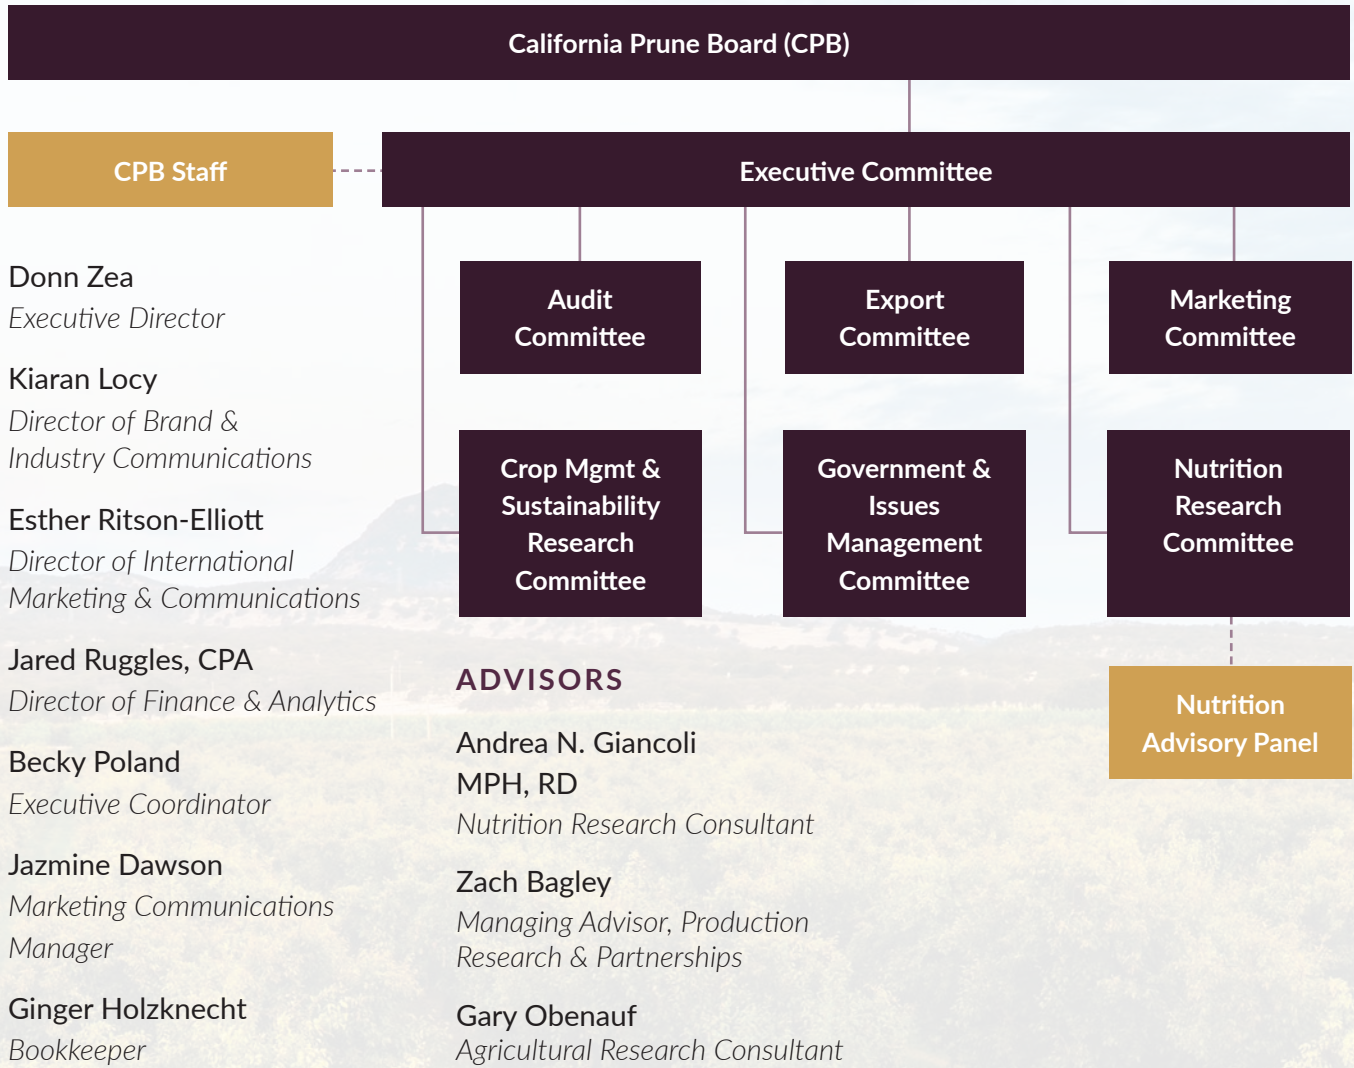 California Prune Board (CPB)
CPB Staff
Executive Committee
Donn Zea
Executive Director
Kiaran Locy
Director of Brand &
Industry Communications
Esther Ritson-Elliott
Director of International
Marketing & Communications
Jared Ruggles, CPA
Director of Finance & Analytics
Becky Poland
Executive Coordinator
Jazmine Dawson
Marketing Communications
Manager
Ginger Holzknecht
Bookkeeper
Audit
Committee
Export
Committee
Marketing
Committee
Crop Mgmt &
Sustainability
Research
Committee
Government &
Issues
Management
Committee
Nutrition
Research
Committee
Nutrition
Advisory Panel
ADVISORS
Andrea N. Giancoli
MPH, RD
Nutrition Research Consultant
Zach Bagley
Managing Advisor, Production
Research & Partnerships
Gary Obenauf
Agricultural Research Consultant